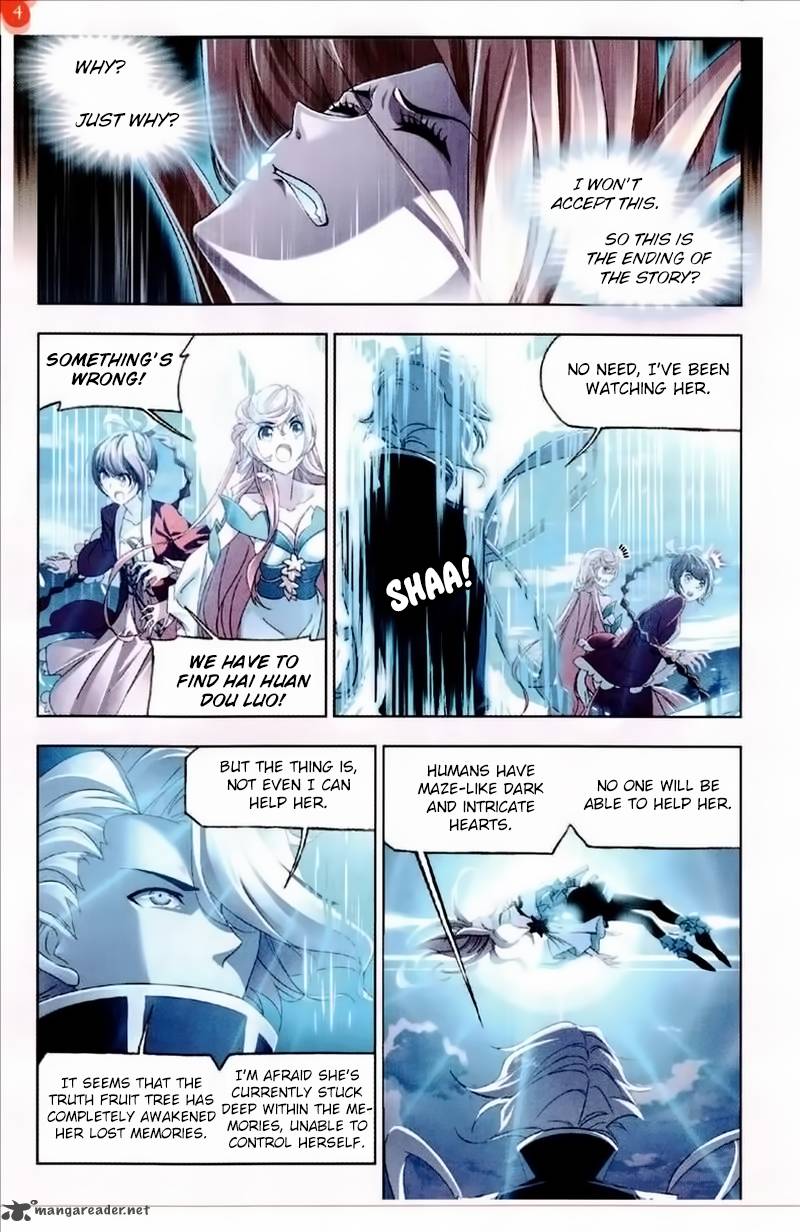 4
WHY?
JUST WHY?
I WON'T
ACCEPT THIS.
SO THIS IS
THE ENDING OF
THE STORY?
SOMETHING'S
WRONG!
WE HAVE TO
FIND HAI HUAN
DOU LUO!
NO NEED, I'VE BEEN
WATCHING HER.
SHAA!
BUT THE THING IS,
NOT EVEN I CAN
HELP HER.
IT SEEMS THAT THE
TRUTH FRUIT TREE HAS
COMPLETELY AWAKENED
HER LOST MEMORIES.
I'M AFRAID SHE'S
CURRENTLY STUCK
DEEP WITHIN THE ME-
MORIES, UNABLE TO
CONTROL HERSELF.
HUMANS HAVE
MAZE-LIKE DARK
AND INTRICATE
HEARTS.
NO ONE WILL BE
ABLE TO HELP HER.
mangareader.net